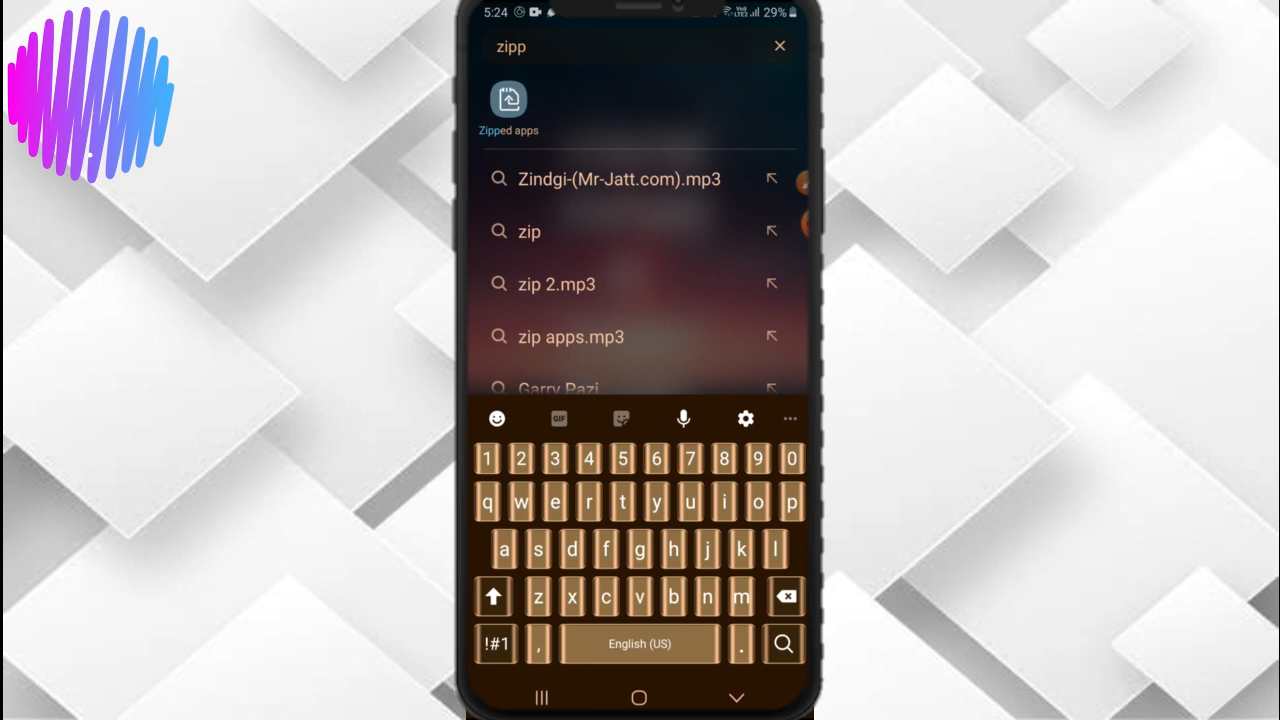 5:24 29%
zipp
Zipped apps
Zindgi-(Mr-Jatt.com).mp3
zip
zip 2.mp3
zip apps.mp3
Garry Pazi
GIF
1 2 3 4 5 6 7 8 9 0
q w e r t y u i o p
a s d f g h j k l
z x c v b n m
!#1 , English (US) .